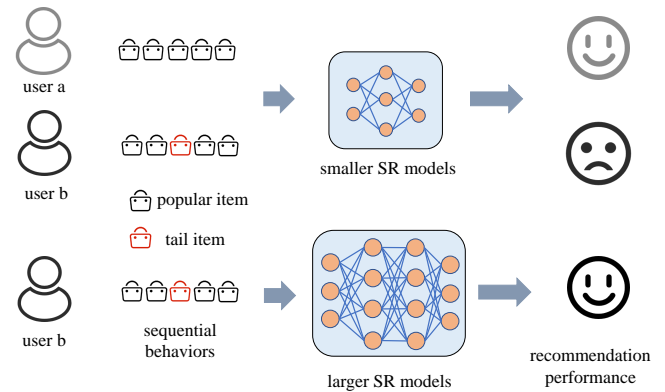 user a
smaller SR models
user b
popular item
tail item
user b
sequential
behaviors
larger SR models
recommendation
performance